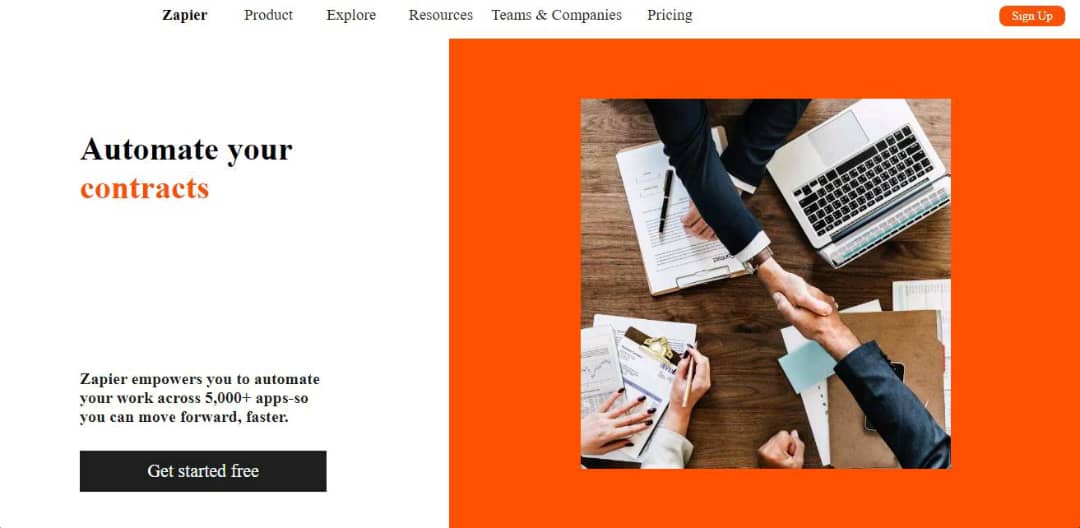 Zapier Product Explore Resources Teams & Companies Pricing Sign Up
Automate your
contracts
Zapier empowers you to automate
your work across 5,000+ apps-so
you can move forward, faster.
Get started free